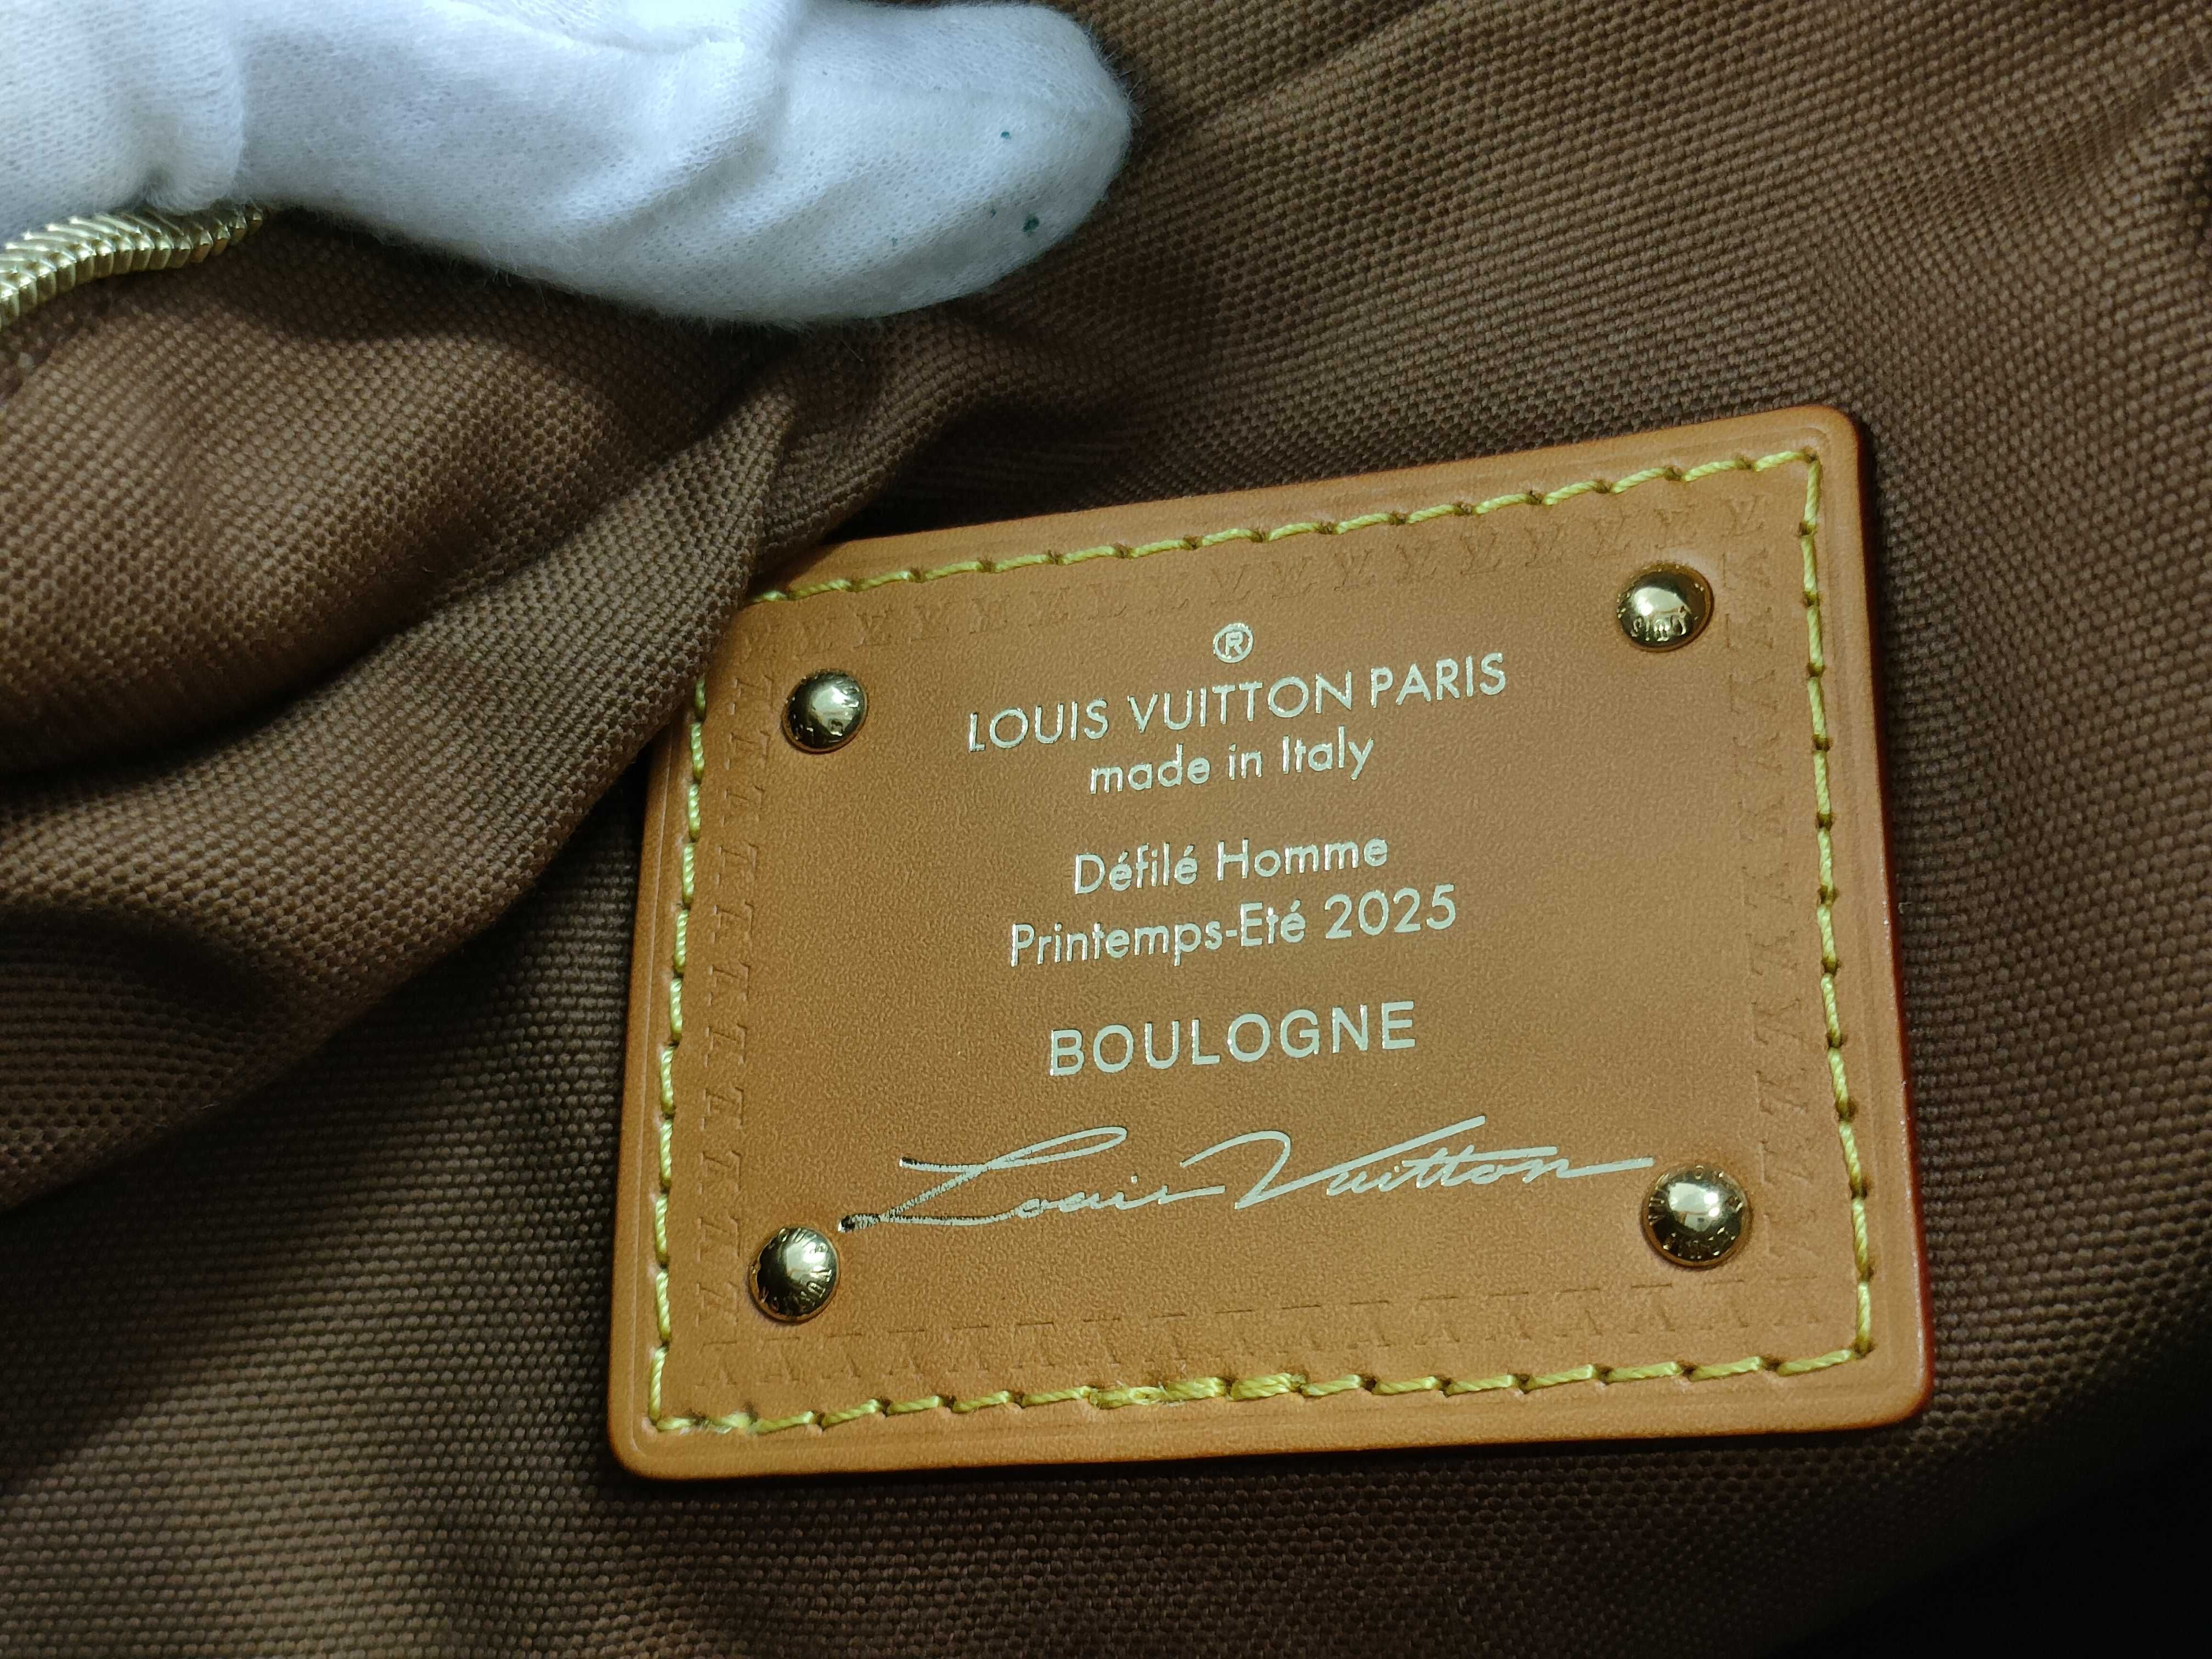 ®
LOUIS VUITTON PARIS
made in Italy
Défilé Homme
Printemps-Eté 2025
BOULOGNE
Louis Vuitton